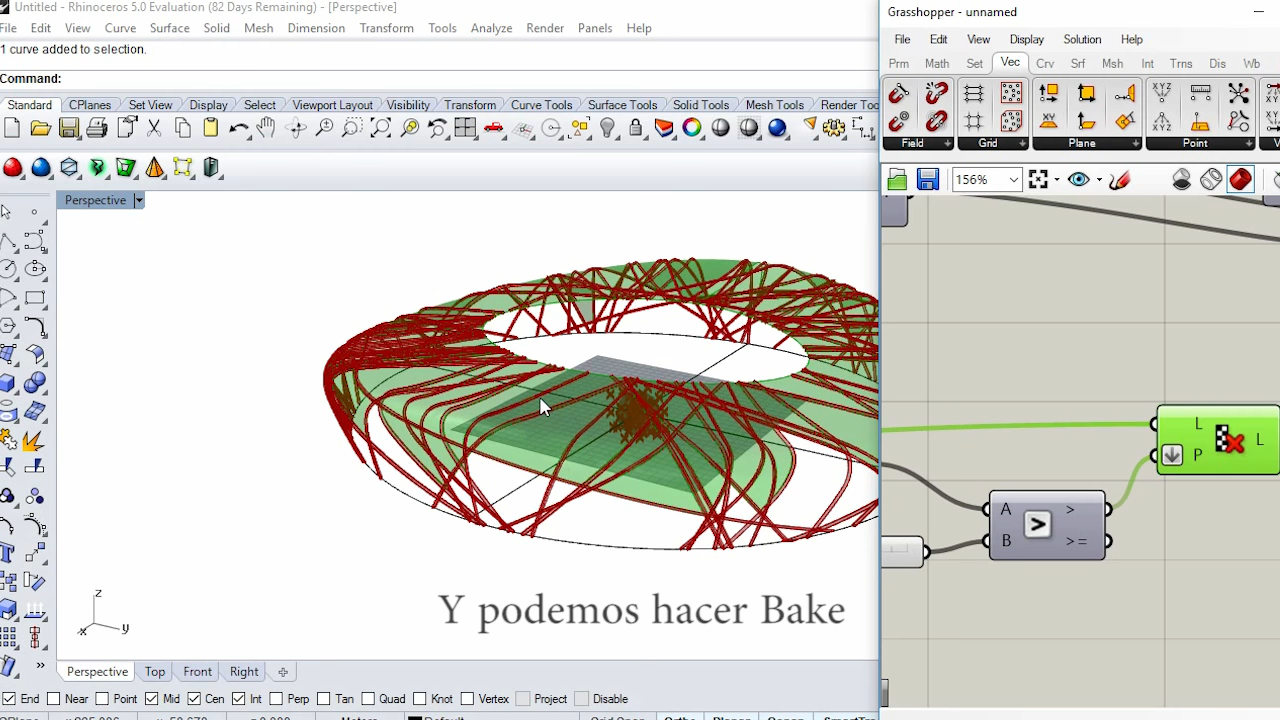 Untitled - Rhinoceros 5.0 Evaluation (82 Days Remaining) - [Perspective]
File Edit View Curve Surface Solid Mesh Dimension Transform Tools Analyze Render Panels Help
1 curve added to selection.
Command:
Standard CPlanes Set View Display Select Viewport Layout Visibility Transform Curve Tools Surface Tools Solid Tools Mesh Tools Render To
Perspective
z
x y
Y podemos hacer Bake
Perspective Top Front Right
End Near Point Mid Cen Int Perp Tan Quad Knot Vertex Project Disable
Grasshopper - unnamed
File Edit View Display Solution Help
Prm Math Set Vec Crv Srf Msh Int Trns Dis Wb
XYZ
XYZ
Field Grid Plane Point
156%
L
P
L
A >
B >=
>